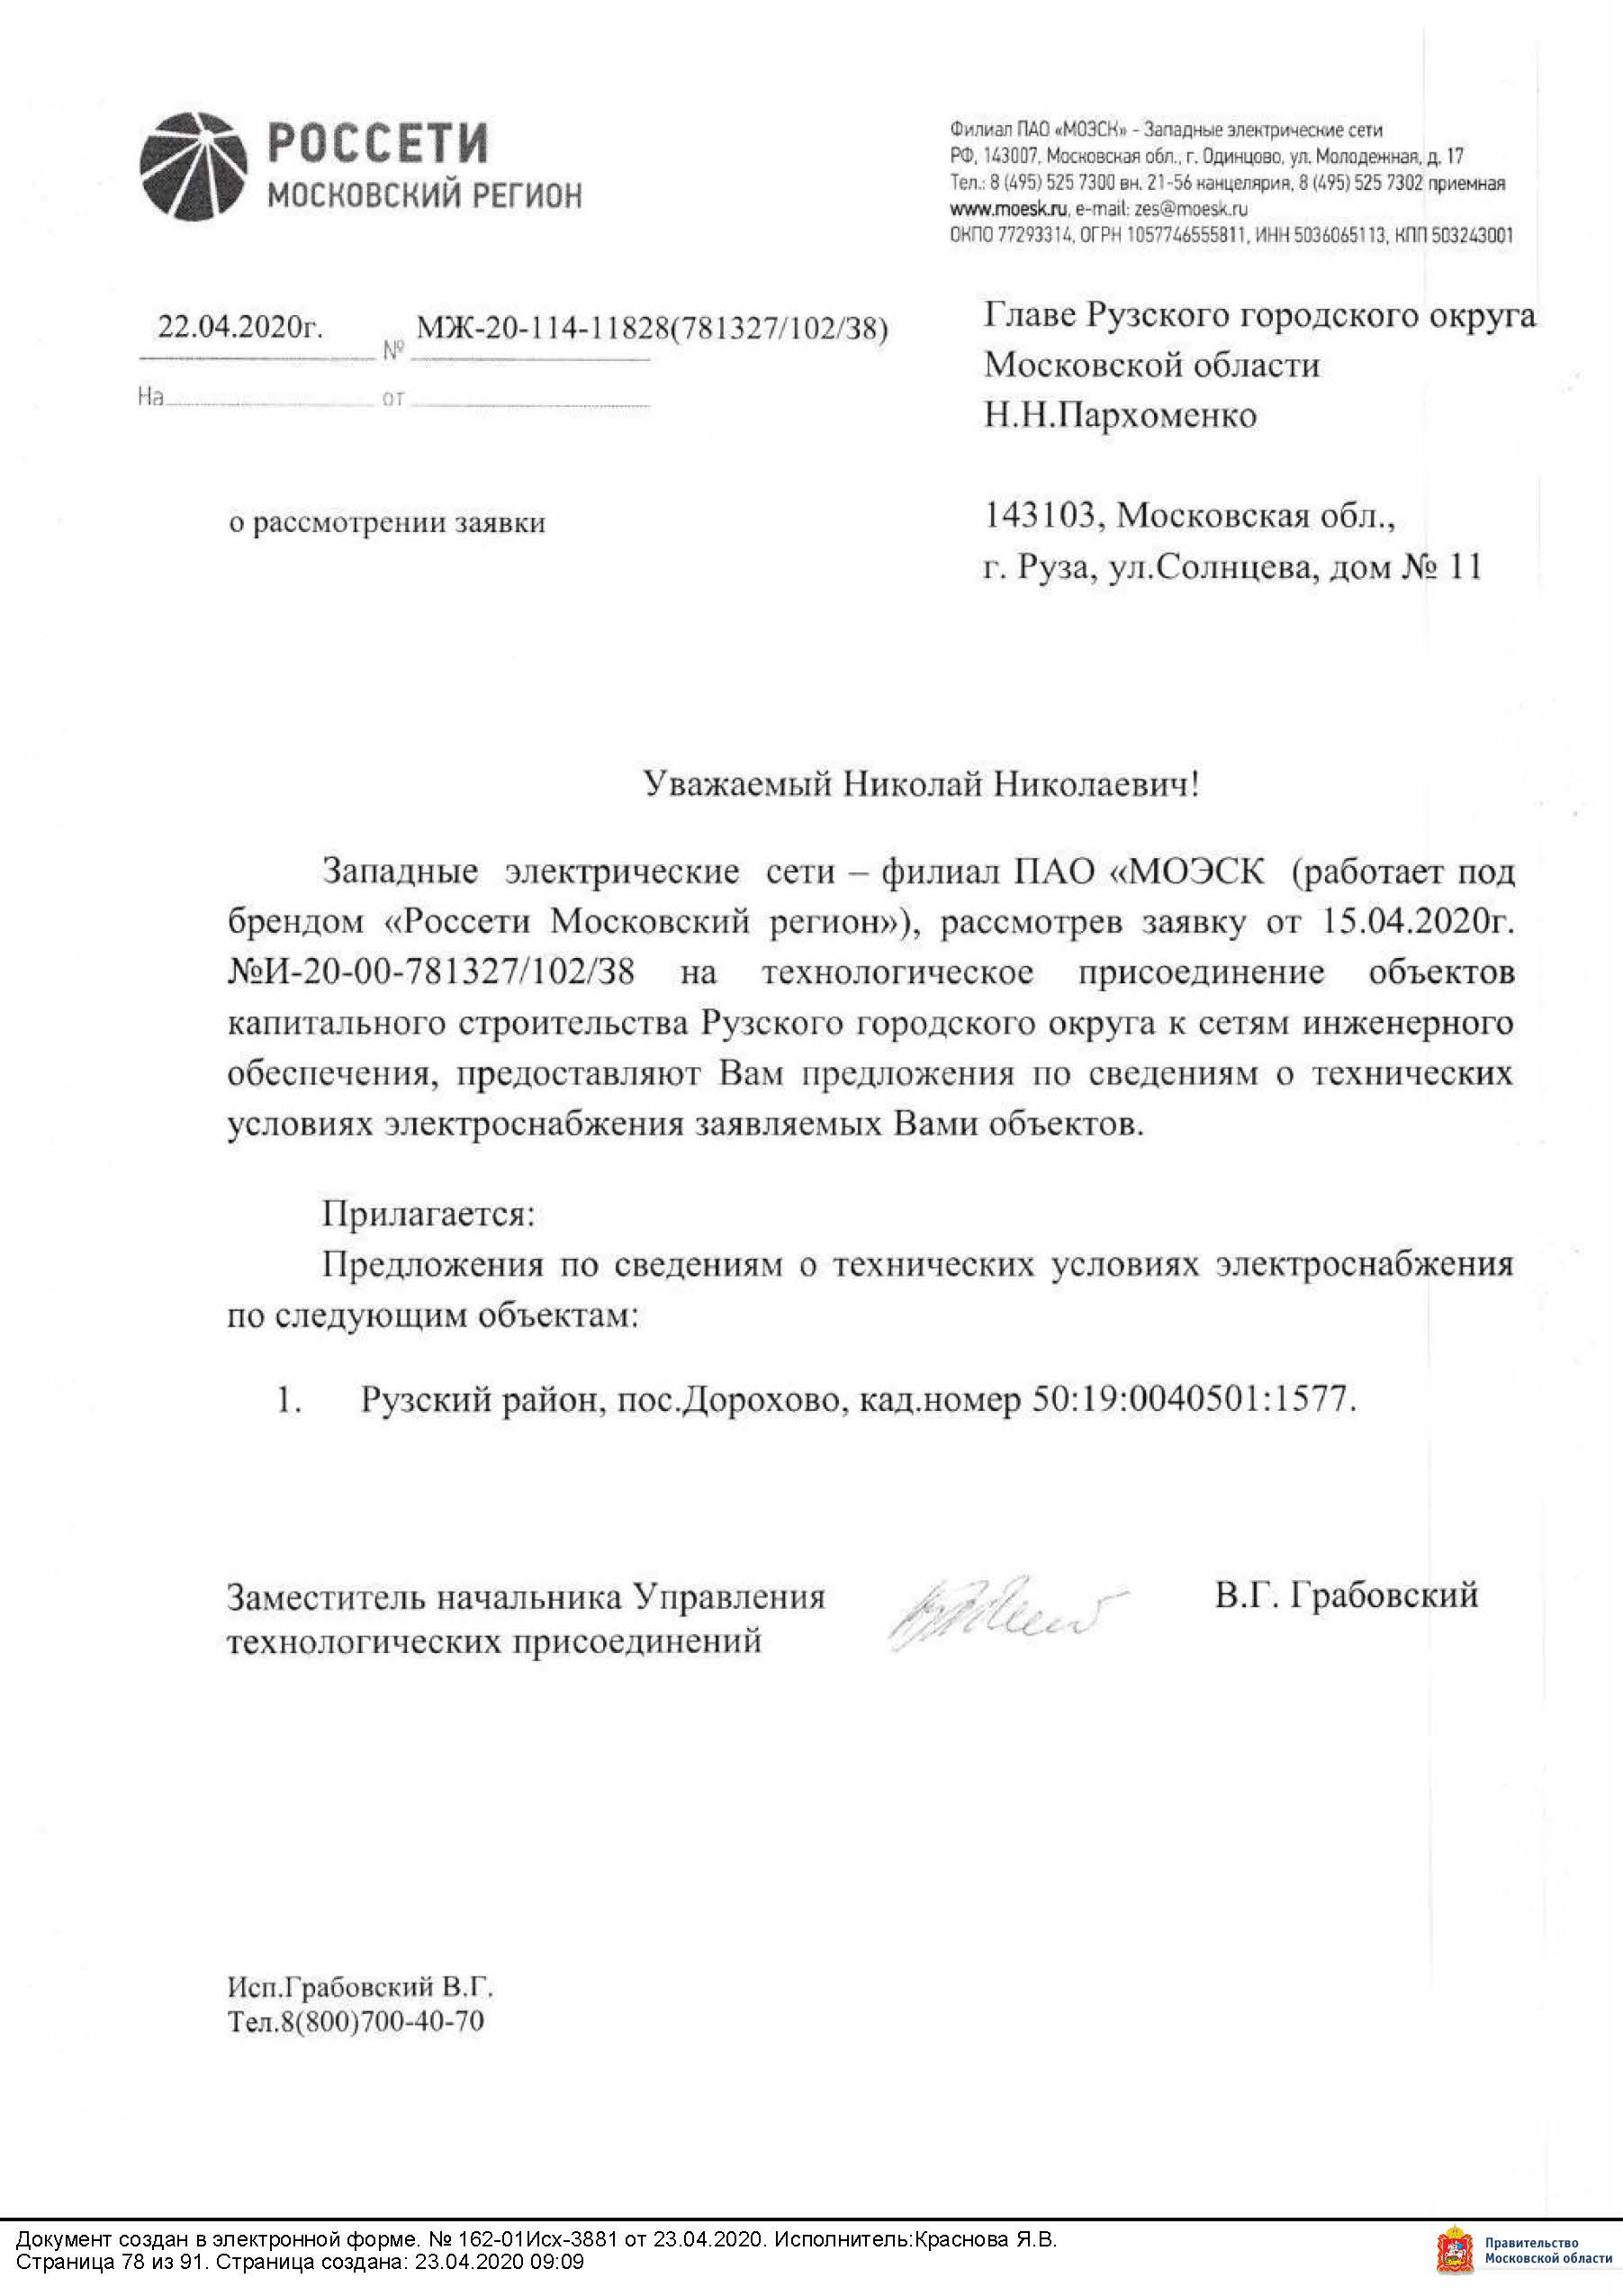 РОССЕТИ
МОСКОВСКИЙ РЕГИОН
Филиал ПАО «МОЭСК» - Западные электрические сети
РФ, 143007, Московская обл., г. Одинцово, ул. Молодежная, д. 17
Тел.: 8 (495) 525 7300 вн. 21-56 канцелярия, 8 (495) 525 7302 приемная
www.moesk.ru, e-mail: zes@moesk.ru
ОКПО 77293314, ОГРН 1057746555811, ИНН 5036065113, КПП 503243001
22.04.2020г. № МЖ-20-114-11828(781327/102/38)
На от
Главе Рузского городского округа
Московской области
Н.Н.Пархоменко
143103, Московская обл.,
г. Руза, ул.Солнцева, дом № 11
о рассмотрении заявки
Уважаемый Николай Николаевич!
Западные электрические сети – филиал ПАО «МОЭСК (работает под
брендом «Россети Московский регион»), рассмотрев заявку от 15.04.2020г.
№И-20-00-781327/102/38 на технологическое присоединение объектов
капитального строительства Рузского городского округа к сетям инженерного
обеспечения, предоставляют Вам предложения по сведениям о технических
условиях электроснабжения заявляемых Вами объектов.
Прилагается:
Предложения по сведениям о технических условиях электроснабжения
по следующим объектам:
1. Рузский район, пос.Дорохово, кад.номер 50:19:0040501:1577.
Заместитель начальника Управления
технологических присоединений
В.Г. Грабовский
Исп.Грабовский В.Г.
Тел.8(800)700-40-70
Документ создан в электронной форме. № 162-01Исх-3881 от 23.04.2020. Исполнитель:Краснова Я.В.
Страница 78 из 91. Страница создана: 23.04.2020 09:09
Правительство
Московской области